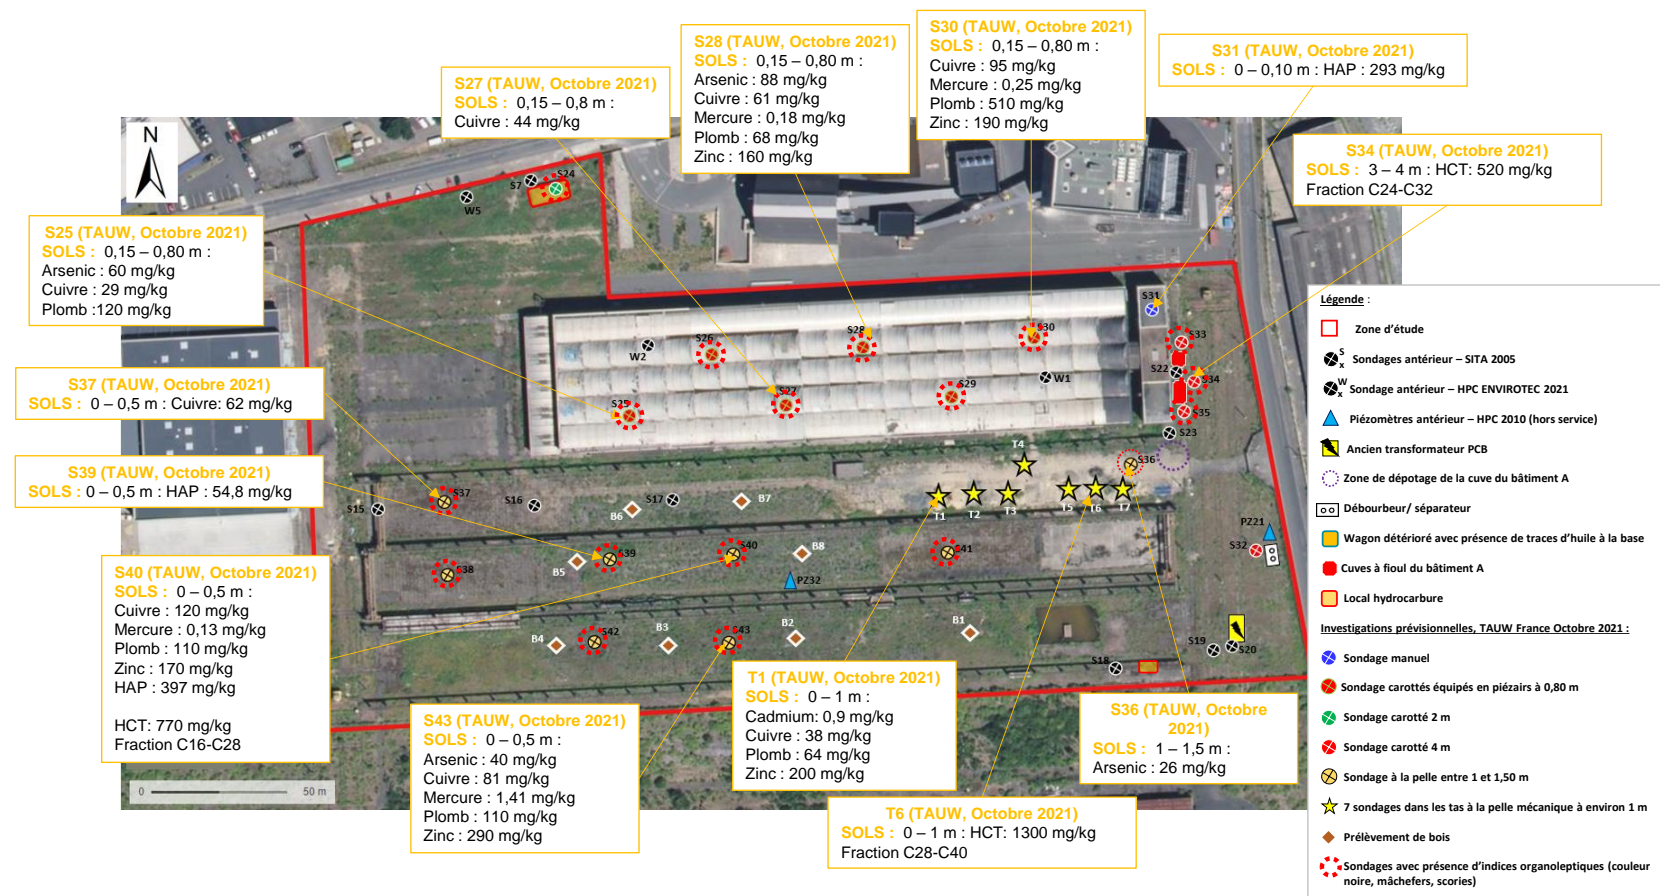 S27 (TAUW, Octobre 2021)
SOLS : 0,15 – 0,8 m :
Cuivre : 44 mg/kg
S28 (TAUW, Octobre 2021)
SOLS : 0,15 – 0,80 m :
Arsenic : 88 mg/kg
Cuivre : 61 mg/kg
Mercure : 0,18 mg/kg
Plomb : 68 mg/kg
Zinc : 160 mg/kg
S30 (TAUW, Octobre 2021)
SOLS : 0,15 – 0,80 m :
Cuivre : 95 mg/kg
Mercure : 0,25 mg/kg
Plomb : 510 mg/kg
Zinc : 190 mg/kg
S31 (TAUW, Octobre 2021)
SOLS : 0 – 0,10 m : HAP : 293 mg/kg
S34 (TAUW, Octobre 2021)
SOLS : 3 – 4 m : HCT: 520 mg/kg
Fraction C24-C32
S25 (TAUW, Octobre 2021)
SOLS : 0,15 – 0,80 m :
Arsenic : 60 mg/kg
Cuivre : 29 mg/kg
Plomb :120 mg/kg
S37 (TAUW, Octobre 2021)
SOLS : 0 – 0,5 m : Cuivre: 62 mg/kg
S39 (TAUW, Octobre 2021)
SOLS : 0 – 0,5 m : HAP : 54,8 mg/kg
S40 (TAUW, Octobre 2021)
SOLS : 0 – 0,5 m :
Cuivre : 120 mg/kg
Mercure : 0,13 mg/kg
Plomb : 110 mg/kg
Zinc : 170 mg/kg
HAP : 397 mg/kg
HCT: 770 mg/kg
Fraction C16-C28
S43 (TAUW, Octobre 2021)
SOLS : 0 – 0,5 m :
Arsenic : 40 mg/kg
Cuivre : 81 mg/kg
Mercure : 1,41 mg/kg
Plomb : 110 mg/kg
Zinc : 290 mg/kg
T1 (TAUW, Octobre 2021)
SOLS : 0 – 1 m :
Cadmium: 0,9 mg/kg
Cuivre : 38 mg/kg
Plomb : 64 mg/kg
Zinc : 200 mg/kg
T6 (TAUW, Octobre 2021)
SOLS : 0 – 1 m : HCT: 1300 mg/kg
Fraction C28-C40
S36 (TAUW, Octobre
2021)
SOLS : 1 – 1,5 m :
Arsenic : 26 mg/kg
N
S7
S24
W5
S31
S26
W2
S28
S30
S33
S22
S34
W1
S29
S27
S25
S35
S23
T4
S36
S37
S16
S17
B7
S15
B6
T1
T2
T3
T5
T6
T7
PZ21
S32
S39
S40
B8
S41
B5
S38
PZ32
B4
S42
B3
S43
B2
B1
S19
S20
S18
0
50 m
Légende :
Zone d'étude
S
x
Sondages antérieur – SITA 2005
W
x
Sondage antérieur – HPC ENVIROTEC 2021
Piézomètres antérieur – HPC 2010 (hors service)
Ancien transformateur PCB
Zone de dépotage de la cuve du bâtiment A
Débourbeur/ séparateur
Wagon détérioré avec présence de traces d'huile à la base
Cuves à fioul du bâtiment A
Local hydrocarbure
Investigations prévisionnelles, TAUW France Octobre 2021 :
Sondage manuel
Sondage carottés équipés en piézairs à 0,80 m
Sondage carotté 2 m
Sondage carotté 4 m
Sondage à la pelle entre 1 et 1,50 m
7 sondages dans les tas à la pelle mécanique à environ 1 m
Prélèvement de bois
Sondages avec présence d'indices organoleptiques (couleur
noire, mâchefers, scories)